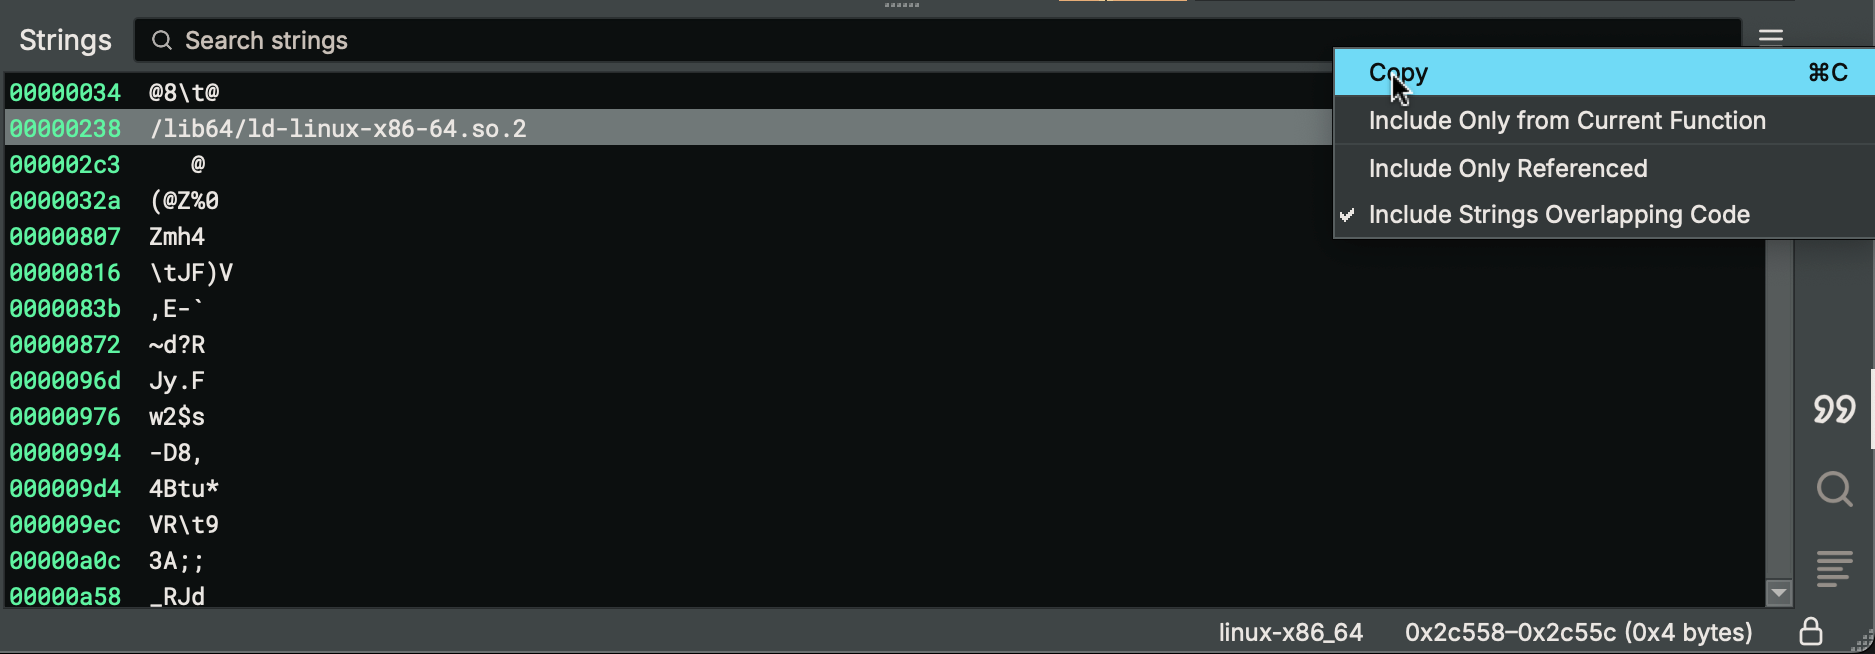 Strings
Search strings
Copy ⌘C
Include Only from Current Function
Include Only Referenced
Include Strings Overlapping Code
00000034 @8\t@
00000238 /lib64/ld-linux-x86-64.so.2
000002c3    @
0000032a (@Z%0
00000807 Zmh4
00000816 \tJF)V
0000083b ,E-`
00000872 ~d?R
0000096d Jy.F
00000976 w2$s
00000994 -D8,
000009d4 4Btu*
000009ec VR\t9
00000a0c 3A;;
00000a58 _RJd
linux-x86_64 0x2c558–0x2c55c (0x4 bytes)